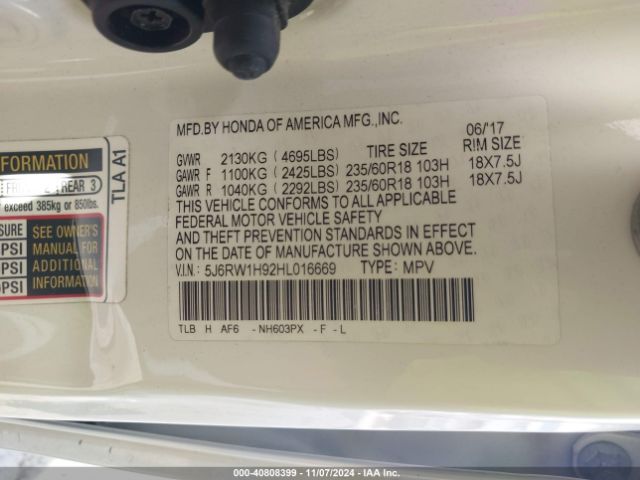 MFD.BY HONDA OF AMERICA MFG.,INC. 06/'17
GVWR 2130KG (4695LBS) TIRE SIZE RIM SIZE
GAWR F 1100KG (2425LBS) 235/60R18 103H 18X7.5J
GAWR R 1040KG (2292LBS) 235/60R18 103H 18X7.5J
THIS VEHICLE CONFORMS TO ALL APPLICABLE
FEDERAL MOTOR VEHICLE SAFETY
AND THEFT PREVENTION STANDARDS IN EFFECT
ON THE DATE OF MANUFACTURE SHOWN ABOVE.
V.I.N.: 5J6RW1H92HL016669 TYPE: MPV
TLB H AF6 -NH603PX -F-L
FORMATION
REAR 3
exceed 385kg or 850lbs.
SURE SEE OWNER'S
PSI MANUAL FOR
PSI ADDITIONAL
PSI INFORMATION
TLA A1
000-40808399 - 11/07/2024 - IAA Inc.